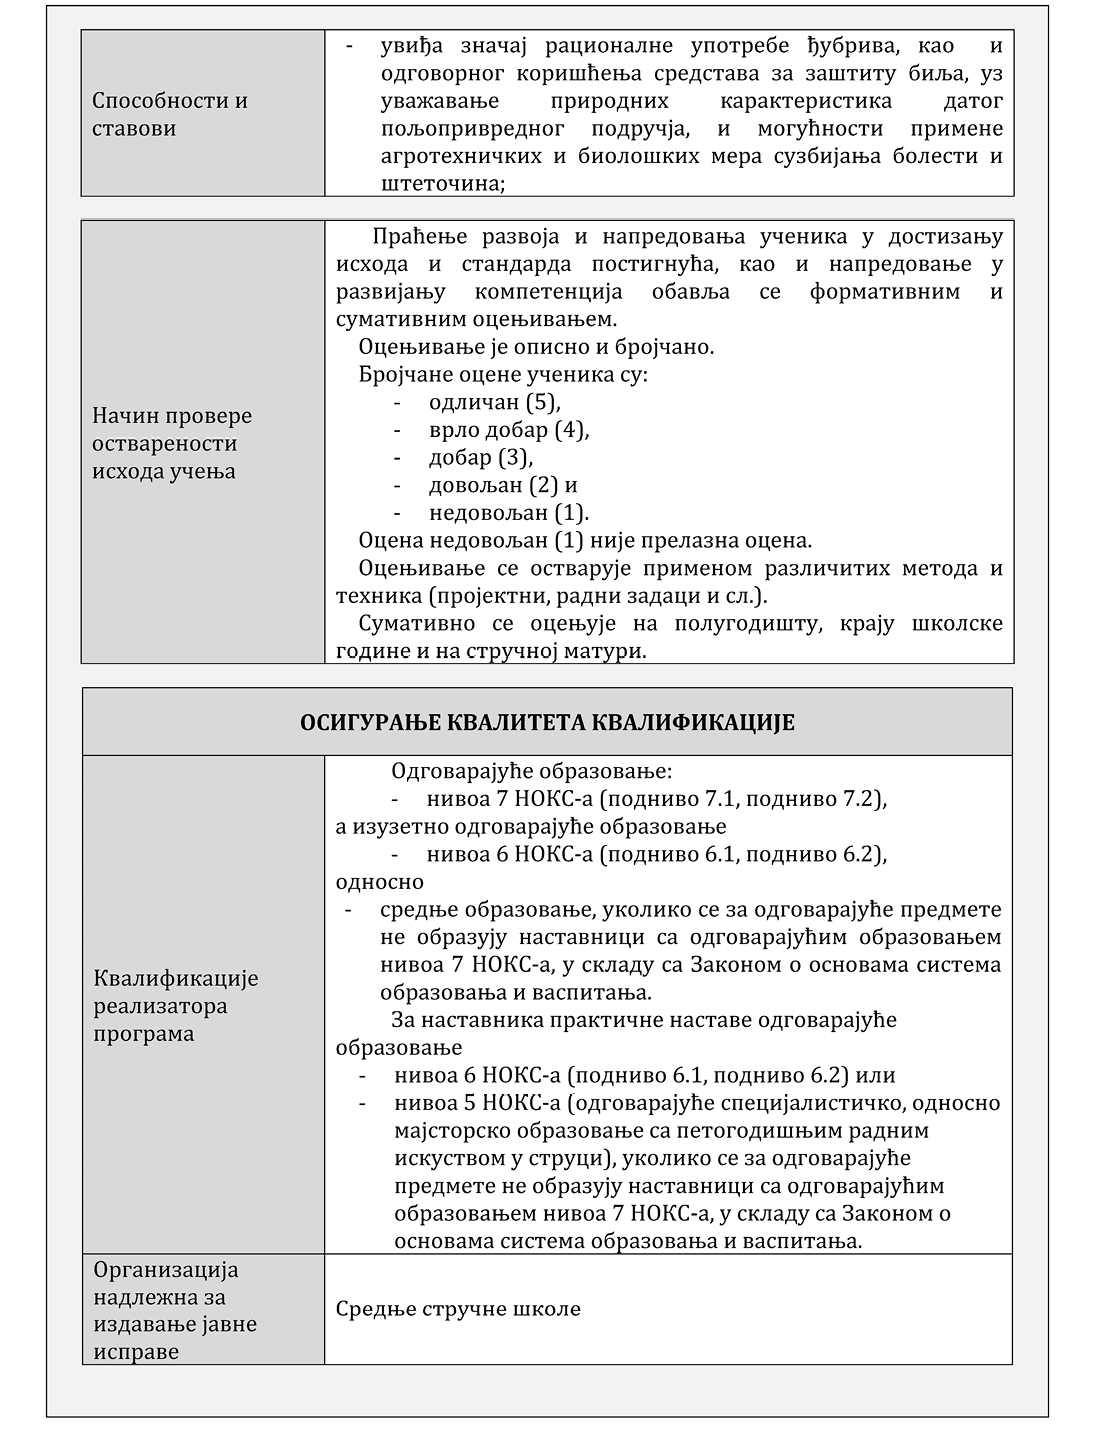 Способности и
ставови
- увиђа значај рационалне употребе ђубрива, као и
одговорног коришћења средстава за заштиту биља, уз
уважавање природних карактеристика датог
пољопривредног подручја, и могућности примене
агротехничких и биолошких мера сузбијања болести и
штеточина;
Начин провере
остварености
исхода учења
Праћење развоја и напредовања ученика у достизању
исхода и стандарда постигнућа, као и напредовање у
развијању компетенција обавља се формативним и
сумативним оцењивањем.
Оцењивање је описно и бројчано.
Бројчане оцене ученика су:
- одличан (5),
- врло добар (4),
- добар (3),
- довољан (2) и
- недовољан (1).
Оцена недовољан (1) није прелазна оцена.
Оцењивање се остварује применом различитих метода и
техника (пројектни, радни задаци и сл.).
Сумативно се оцењује на полугодишту, крају школске
године и на стручној матури.
ОСИГУРАЊЕ КВАЛИТЕТА КВАЛИФИКАЦИЈЕ
Квалификације
реализатора
програма
Одговарајуће образовање:
- нивоа 7 НОКС-а (подниво 7.1, подниво 7.2),
а изузетно одговарајуће образовање
- нивоа 6 НОКС-а (подниво 6.1, подниво 6.2),
односно
- средње образовање, уколико се за одговарајуће предмете
не образују наставници са одговарајућим образовањем
нивоа 7 НОКС-а, у складу са Законом о основама система
образовања и васпитања.
За наставника практичне наставе одговарајуће
образовање
- нивоа 6 НОКС-а (подниво 6.1, подниво 6.2) или
- нивоа 5 НОКС-а (одговарајуће специјалистичко, односно
мајсторско образовање са петогодишњим радним
искуством у струци), уколико се за одговарајуће
предмете не образују наставници са одговарајућим
образовањем нивоа 7 НОКС-а, у складу са Законом о
основама система образовања и васпитања.
Организација
надлежна за
издавање јавне
исправе
Средње стручне школе